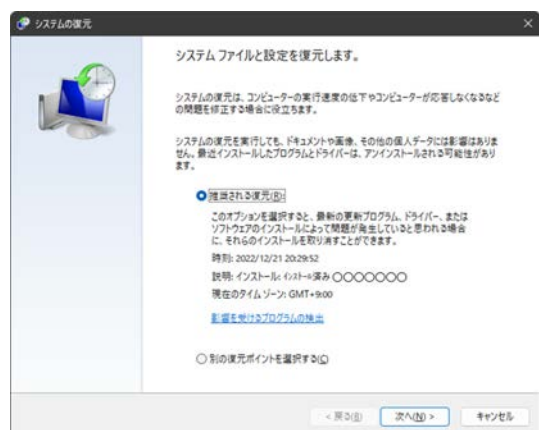 システムの復元
システム ファイルと設定を復元します。
システムの復元は、コンピューターの実行速度の低下やコンピューターが応答しなくなるなど
の問題を修正する場合に役立ちます。
システムの復元を実行しても、ドキュメントや画像、その他の個人データには影響はありま
せん。最近インストールしたプログラムとドライバーは、アンインストールされる可能性があり
ます。
推奨される復元(R):
このオプションを選択すると、最新の更新プログラム、ドライバー、または
ソフトウェアのインストールによって問題が発生していると思われる場合
に、それらのインストールを取り消すことができます。
時刻: 2022/12/21 20:29:52
説明: インストール: インストール済み〇〇〇〇〇〇〇
現在のタイム ゾーン: GMT+9:00
影響を受けるプログラムの検出
別の復元ポイントを選択する(C)
< 戻る(B) 次へ(N) > キャンセル